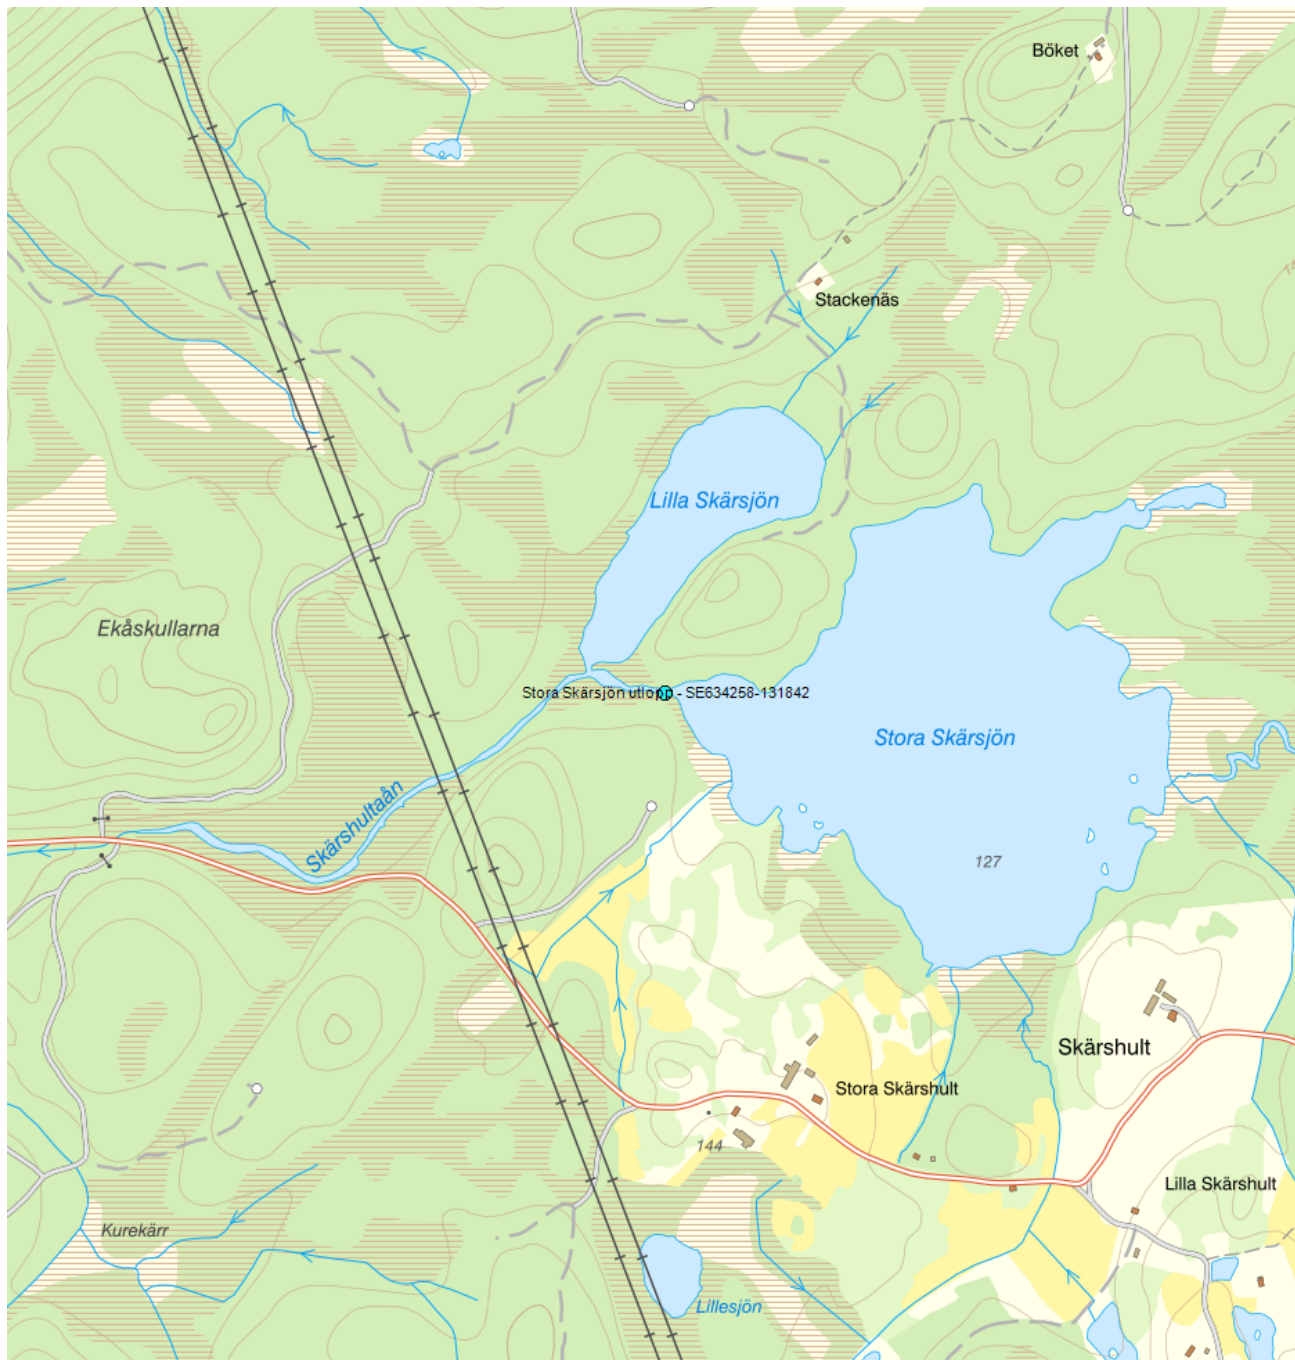 Böket
Stackenäs
Lilla Skärsjön
Ekåskullarna
Stora Skärsjön utlopp - SE634258-131842
Stora Skärsjön
Skärshultaån
127
Skärshult
Stora Skärshult
144
Lilla Skärshult
Kurekärr
Lillesjön